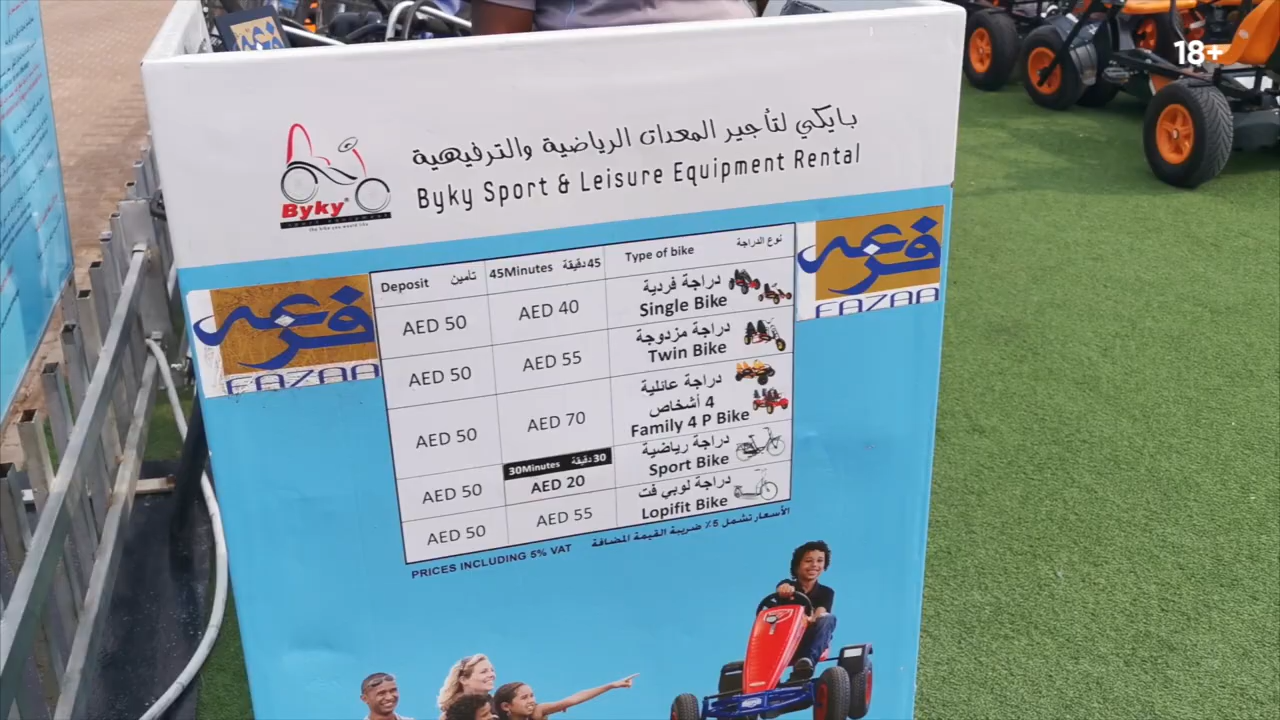 18+
بايكي لتأجير المعدات الرياضية والترفيهية
Byky Sport & Leisure Equipment Rental
Byky
فزعة
FAZAA
فزعة
FAZAA
Deposit تأمين 45Minutes 45دقيقة Type of bike نوع الدراجة
دراجة فردية
AED 50 AED 40 Single Bike
دراجة مزدوجة
AED 50 AED 55 Twin Bike
دراجة عائلية
4 أشخاص
AED 50 AED 70 Family 4 P Bike
30Minutes 30دقيقة
دراجة رياضية
AED 50 AED 20 Sport Bike
دراجة لوبي فت
AED 50 AED 55 Lopifit Bike
PRICES INCLUDING 5% VAT الأسعار تشمل 5٪ ضريبة القيمة المضافة